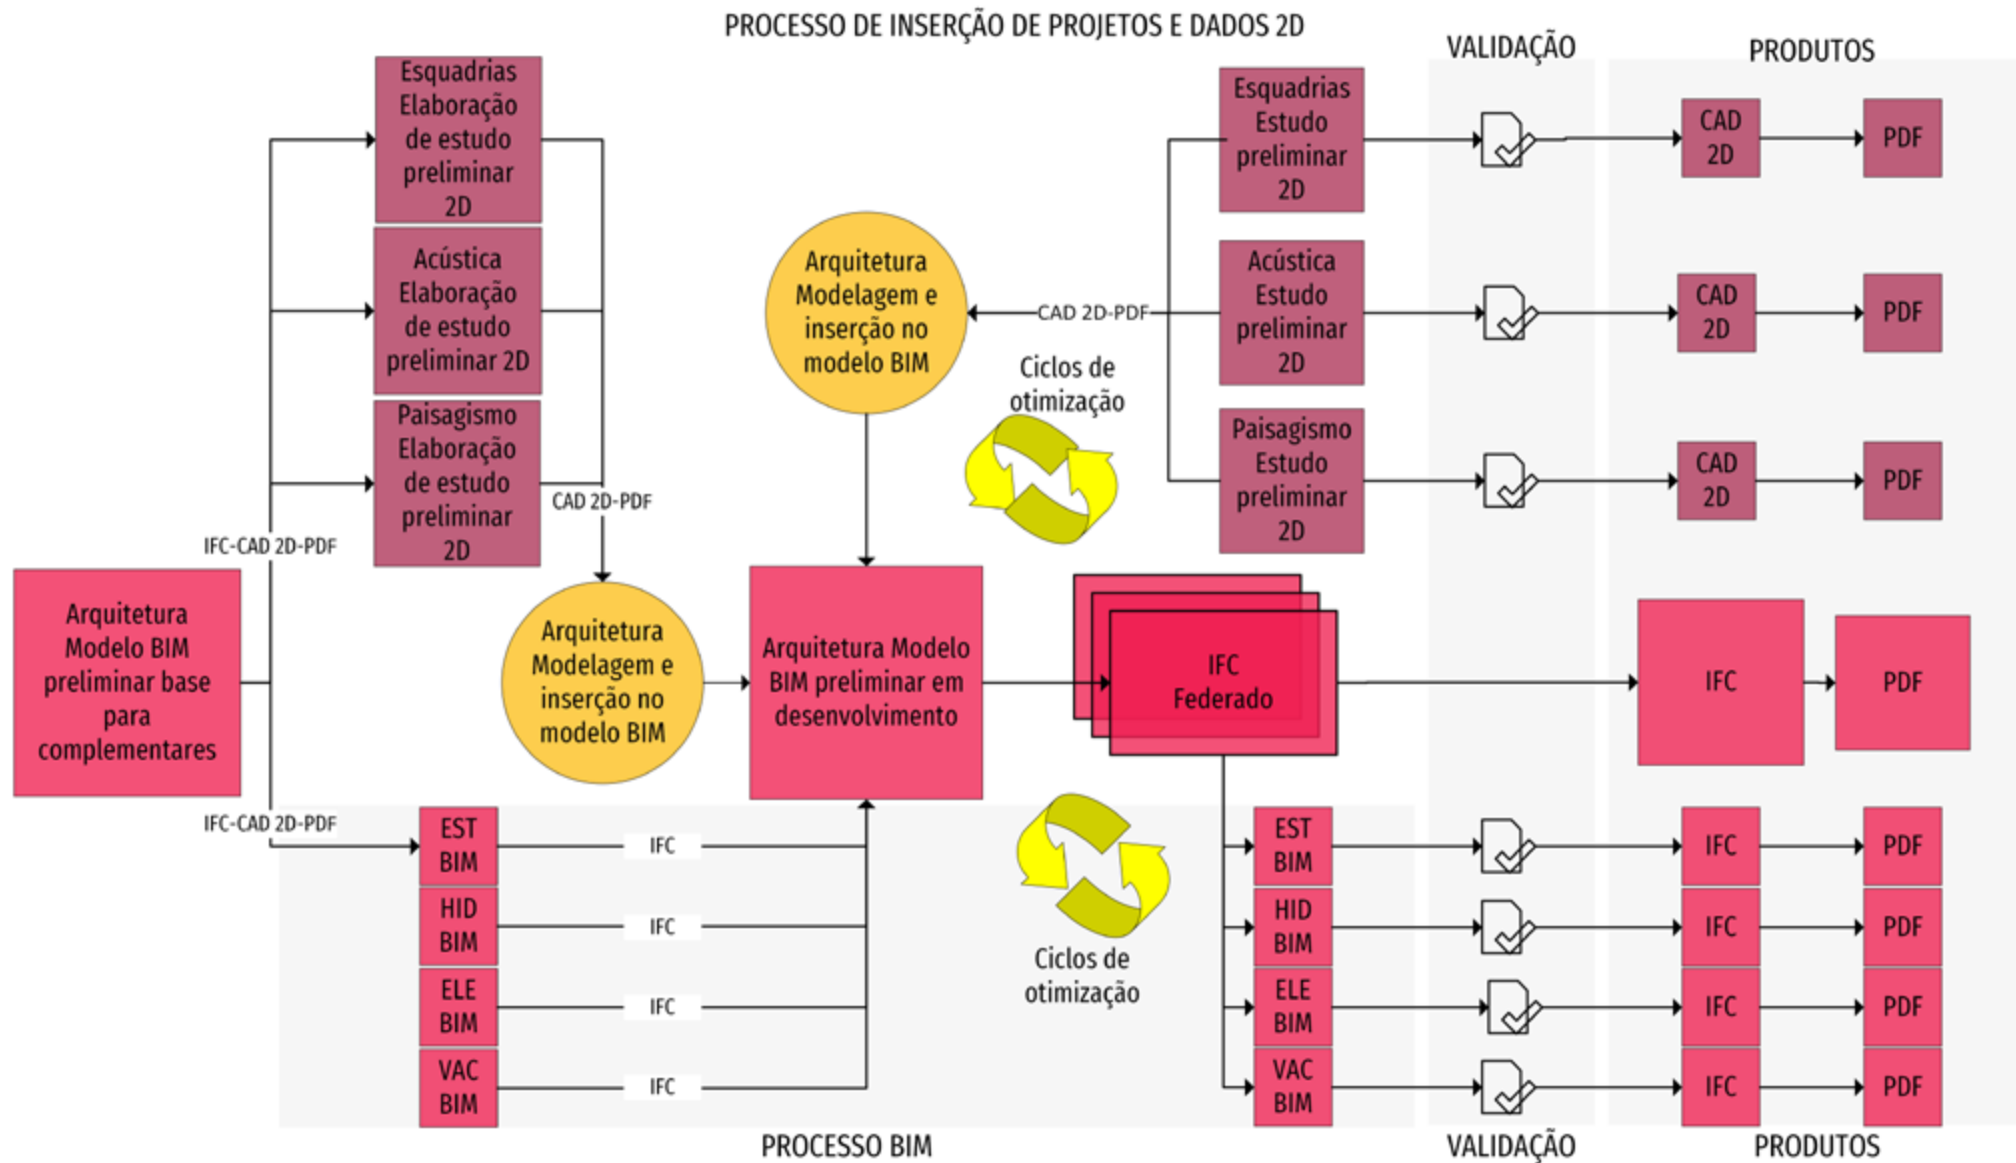 PROCESSO DE INSERÇÃO DE PROJETOS E DADOS 2D
VALIDAÇÃO
PRODUTOS
Esquadrias
Elaboração
de estudo
preliminar
2D
Acústica
Elaboração
de estudo
preliminar 2D
Paisagismo
Elaboração
de estudo
preliminar
2D
CAD 2D-PDF
IFC-CAD 2D-PDF
Arquitetura
Modelo BIM
preliminar base
para
complementares
IFC-CAD 2D-PDF
Arquitetura
Modelagem e
inserção no
modelo BIM
Arquitetura
Modelagem e
inserção no
modelo BIM
CAD 2D-PDF
Ciclos de
otimização
Arquitetura Modelo
BIM preliminar em
desenvolvimento
IFC
Federado
Esquadrias
Estudo
preliminar
2D
CAD
2D
PDF
Acústica
Estudo
preliminar
2D
CAD
2D
PDF
Paisagismo
Estudo
preliminar
2D
CAD
2D
PDF
IFC
PDF
EST
BIM
IFC
HID
BIM
IFC
ELE
BIM
IFC
VAC
BIM
IFC
Ciclos de
otimização
EST
BIM
IFC
PDF
HID
BIM
IFC
PDF
ELE
BIM
IFC
PDF
VAC
BIM
IFC
PDF
PROCESSO BIM
VALIDAÇÃO
PRODUTOS